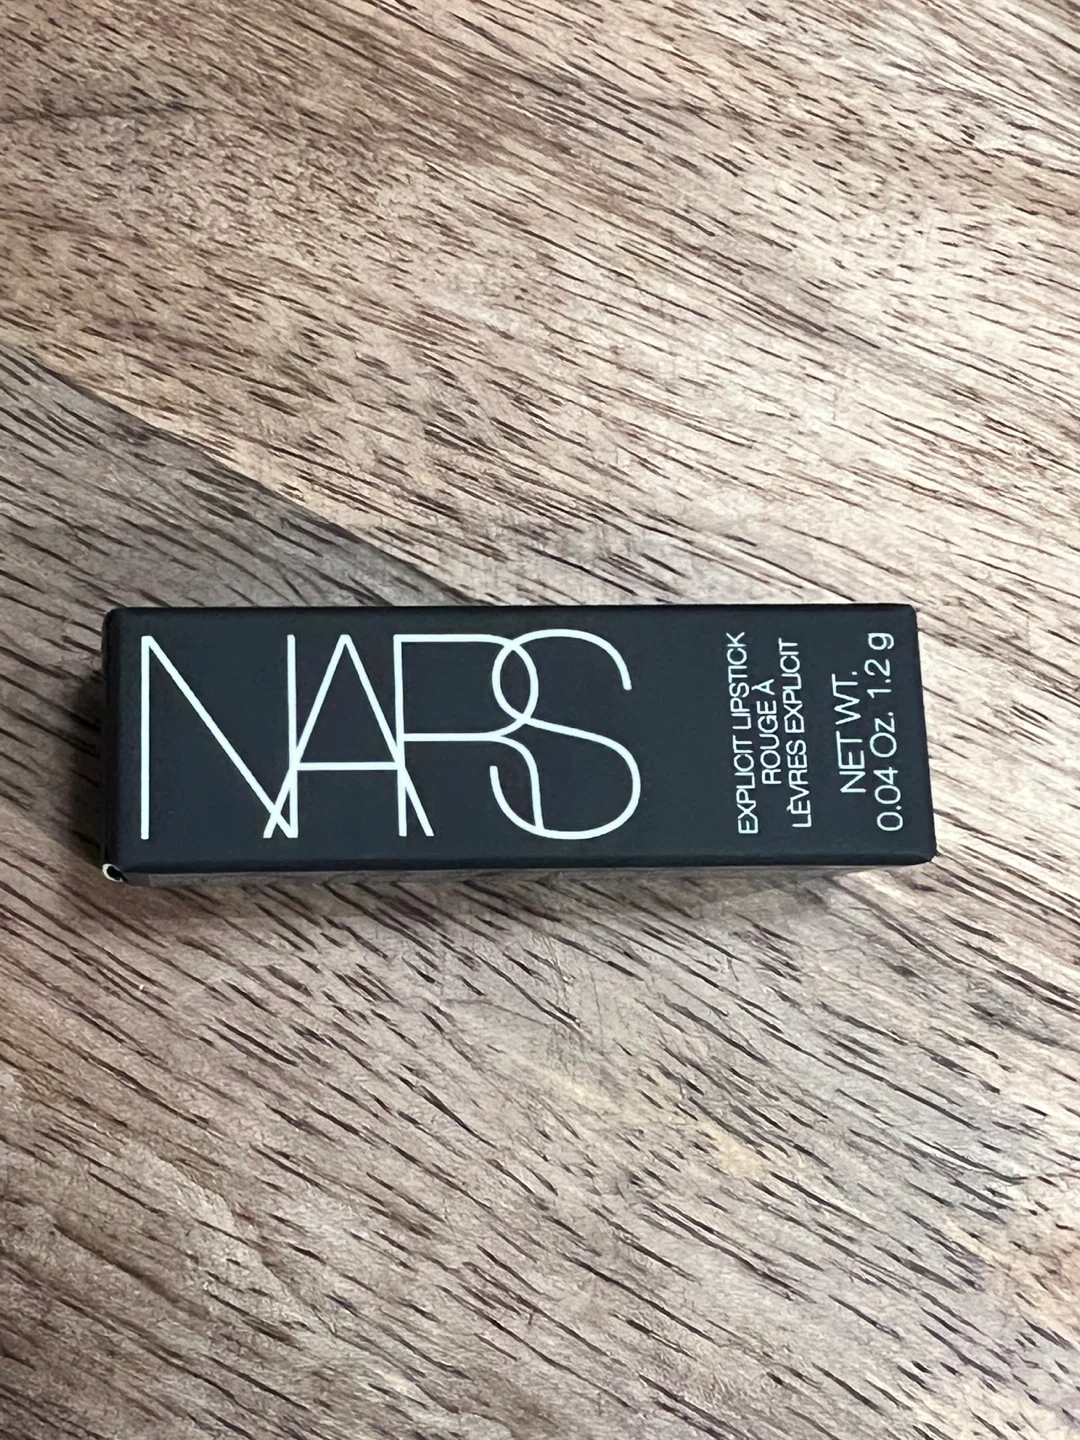 NARS
EXPLICIT LIPSTICK
ROUGE À
LÈVRES EXPLICIT
NET WT.
0.04 Oz. 1.2 g